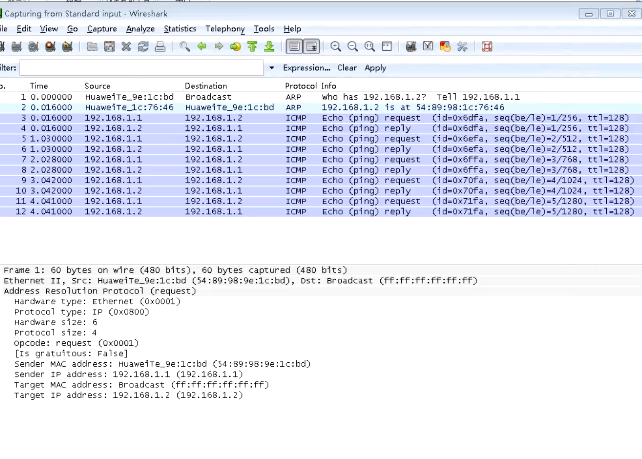 Capturing from Standard input - Wireshark
File Edit View Go Capture Analyze Statistics Telephony Tools Help
Filter: Expression... Clear Apply
No. Time Source Destination Protocol Info
1 0.000000 HuaweiTe_9e:1c:bd Broadcast ARP Who has 192.168.1.2? Tell 192.168.1.1
2 0.016000 HuaweiTe_1c:76:46 HuaweiTe_9e:1c:bd ARP 192.168.1.2 is at 54:89:98:1c:76:46
3 0.016000 192.168.1.1 192.168.1.2 ICMP Echo (ping) request (id=0x6dfa, seq(be/le)=1/256, ttl=128)
4 0.016000 192.168.1.2 192.168.1.1 ICMP Echo (ping) reply (id=0x6dfa, seq(be/le)=1/256, ttl=128)
5 1.030000 192.168.1.1 192.168.1.2 ICMP Echo (ping) request (id=0x6efa, seq(be/le)=2/512, ttl=128)
6 1.030000 192.168.1.2 192.168.1.1 ICMP Echo (ping) reply (id=0x6efa, seq(be/le)=2/512, ttl=128)
7 2.028000 192.168.1.1 192.168.1.2 ICMP Echo (ping) request (id=0x6ffa, seq(be/le)=3/768, ttl=128)
8 2.028000 192.168.1.2 192.168.1.1 ICMP Echo (ping) reply (id=0x6ffa, seq(be/le)=3/768, ttl=128)
9 3.042000 192.168.1.1 192.168.1.2 ICMP Echo (ping) request (id=0x70fa, seq(be/le)=4/1024, ttl=128)
10 3.042000 192.168.1.2 192.168.1.1 ICMP Echo (ping) reply (id=0x70fa, seq(be/le)=4/1024, ttl=128)
11 4.041000 192.168.1.1 192.168.1.2 ICMP Echo (ping) request (id=0x71fa, seq(be/le)=5/1280, ttl=128)
12 4.041000 192.168.1.2 192.168.1.1 ICMP Echo (ping) reply (id=0x71fa, seq(be/le)=5/1280, ttl=128)
Frame 1: 60 bytes on wire (480 bits), 60 bytes captured (480 bits)
Ethernet II, Src: HuaweiTe_9e:1c:bd (54:89:98:9e:1c:bd), Dst: Broadcast (ff:ff:ff:ff:ff:ff)
Address Resolution Protocol (request)
Hardware type: Ethernet (0x0001)
Protocol type: IP (0x0800)
Hardware size: 6
Protocol size: 4
Opcode: request (0x0001)
[Is gratuitous: False]
Sender MAC address: HuaweiTe_9e:1c:bd (54:89:98:9e:1c:bd)
Sender IP address: 192.168.1.1 (192.168.1.1)
Target MAC address: Broadcast (ff:ff:ff:ff:ff:ff)
Target IP address: 192.168.1.2 (192.168.1.2)